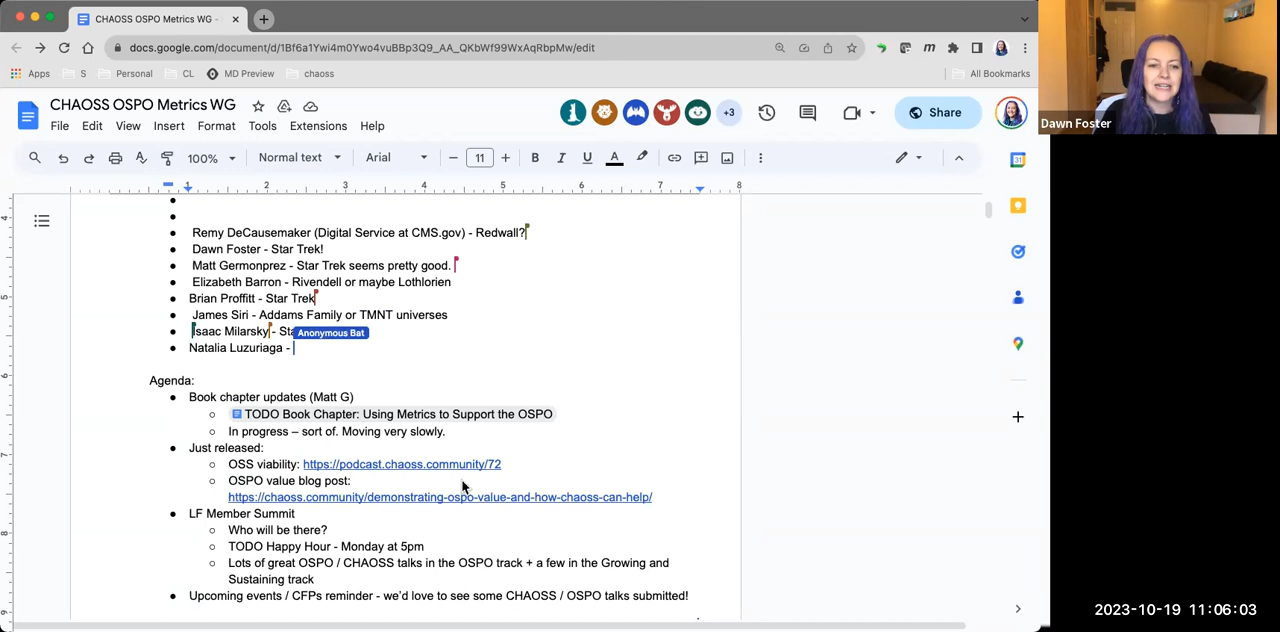 CHAOSS OSPO Metrics WG -
docs.google.com/document/d/1Bf6a1Ywi4m0Ywo4vuBBp3Q9_AA_QKbWf99WxAqRbpMw/edit
Apps S Personal CL MD Preview chaoss All Bookmarks
Dawn Foster
CHAOSS OSPO Metrics WG
+3
Share
File Edit View Insert Format Tools Extensions Help
100% Normal text Arial 11 B I U A
1 2 3 4 5 6 7 8
Remy DeCausemaker (Digital Service at CMS.gov) - Redwall?
Dawn Foster - Star Trek!
Matt Germonprez - Star Trek seems pretty good.
Elizabeth Barron - Rivendell or maybe Lothlorien
Brian Proffitt - Star Trek
James Siri - Addams Family or TMNT universes
Isaac Milarsky - Sta
Anonymous Bat
Natalia Luzuriaga -
Agenda:
Book chapter updates (Matt G)
TODO Book Chapter: Using Metrics to Support the OSPO
In progress – sort of. Moving very slowly.
Just released:
OSS viability: https://podcast.chaoss.community/72
OSPO value blog post:
https://chaoss.community/demonstrating-ospo-value-and-how-chaoss-can-help/
LF Member Summit
Who will be there?
TODO Happy Hour - Monday at 5pm
Lots of great OSPO / CHAOSS talks in the OSPO track + a few in the Growing and
Sustaining track
Upcoming events / CFPs reminder - we'd love to see some CHAOSS / OSPO talks submitted!
2023-10-19 11:06:03